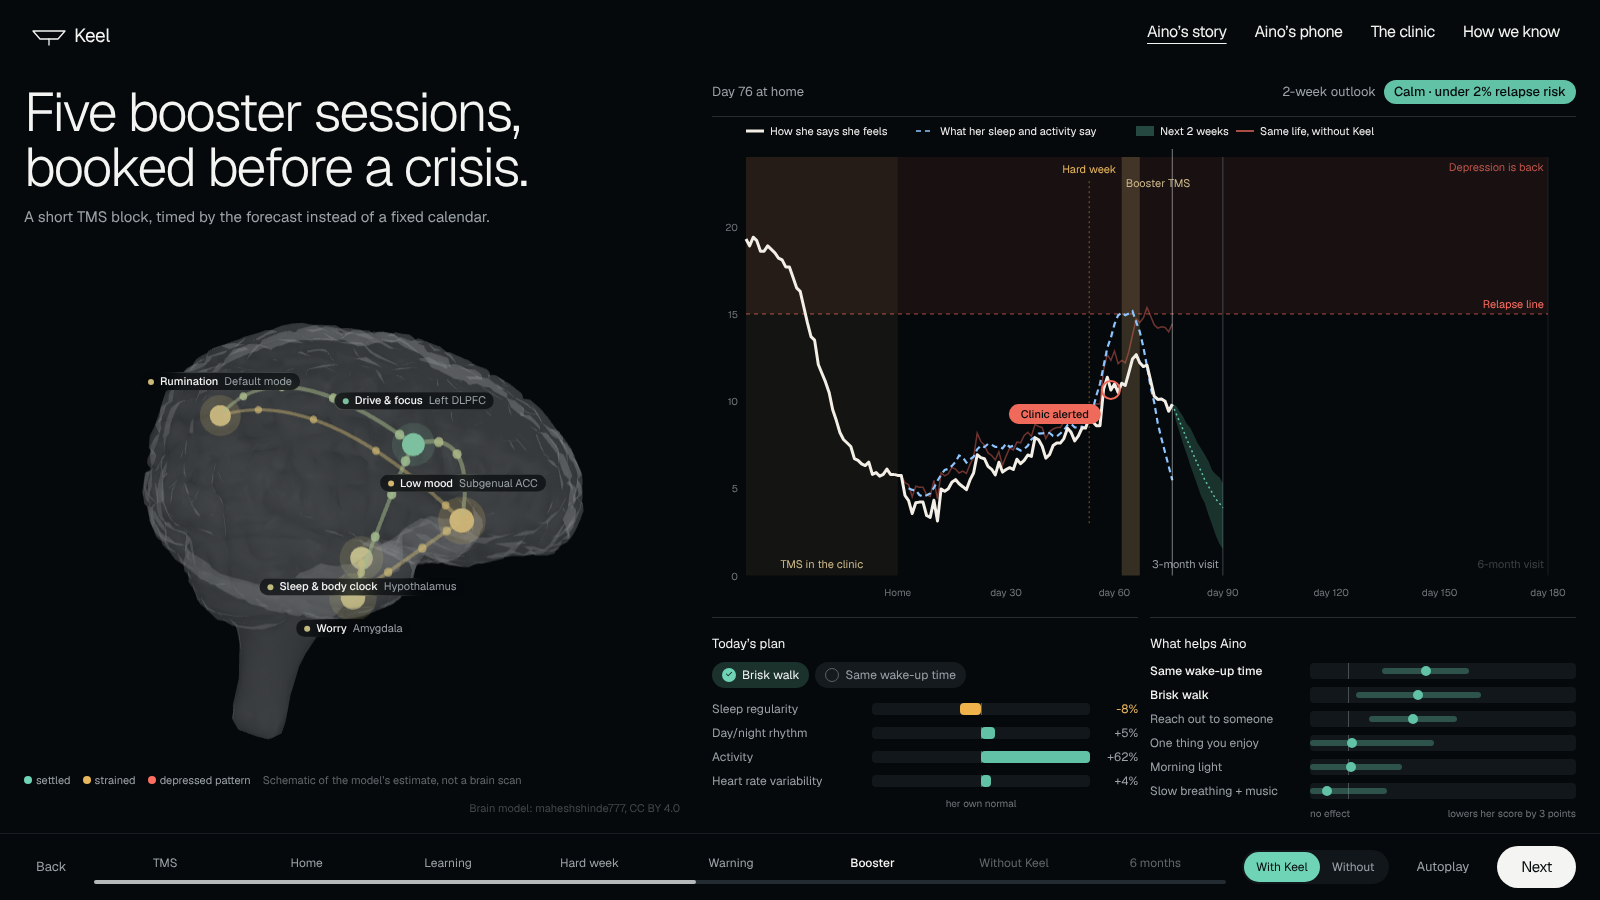 Keel
Aino's story
Aino's phone
The clinic
How we know
Five booster sessions,
booked before a crisis.
A short TMS block, timed by the forecast instead of a fixed calendar.
Rumination Default mode
Drive & focus Left DLPFC
Low mood Subgenual ACC
Sleep & body clock Hypothalamus
Worry Amygdala
settled
strained
depressed pattern
Schematic of the model's estimate, not a brain scan
Brain model: maheshshinde777, CC BY 4.0
Day 76 at home
2-week outlook
Calm · under 2% relapse risk
How she says she feels
What her sleep and activity say
Next 2 weeks
Same life, without Keel
Hard week
Booster TMS
Depression is back
Relapse line
Clinic alerted
TMS in the clinic
3-month visit
6-month visit
20
15
10
5
0
Home
day 30
day 60
day 90
day 120
day 150
day 180
Today's plan
Brisk walk
Same wake-up time
Sleep regularity -8%
Day/night rhythm +5%
Activity +62%
Heart rate variability +4%
her own normal
What helps Aino
Same wake-up time
Brisk walk
Reach out to someone
One thing you enjoy
Morning light
Slow breathing + music
no effect
lowers her score by 3 points
Back
TMS
Home
Learning
Hard week
Warning
Booster
Without Keel
6 months
With Keel
Without
Autoplay
Next